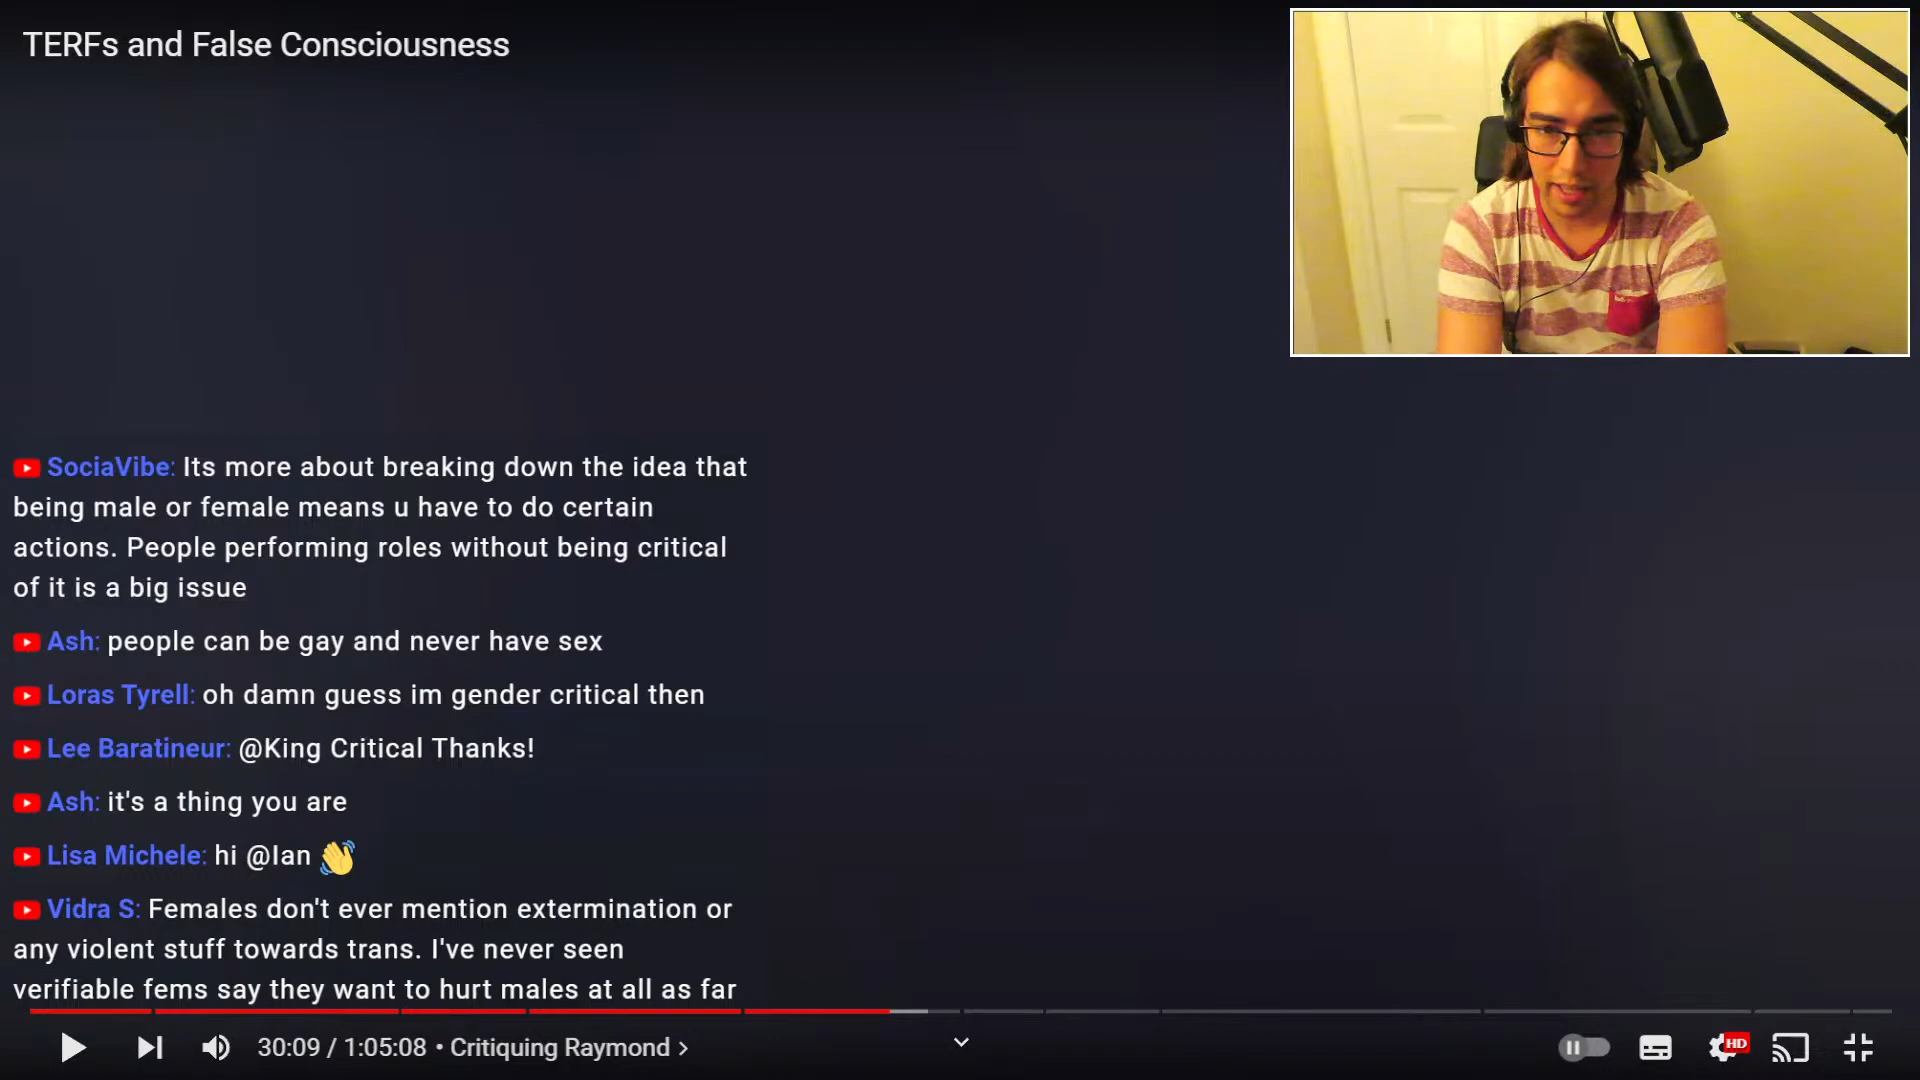 TERFs and False Consciousness
SociaVibe: Its more about breaking down the idea that
being male or female means u have to do certain
actions. People performing roles without being critical
of it is a big issue
Ash: people can be gay and never have sex
Loras Tyrell: oh damn guess im gender critical then
Lee Baratineur: @King Critical Thanks!
Ash: it's a thing you are
Lisa Michele: hi @Ian 👋
Vidra S: Females don't ever mention extermination or
any violent stuff towards trans. I've never seen
verifiable fems say they want to hurt males at all as far
30:09 / 1:05:08 • Critiquing Raymond >
HD